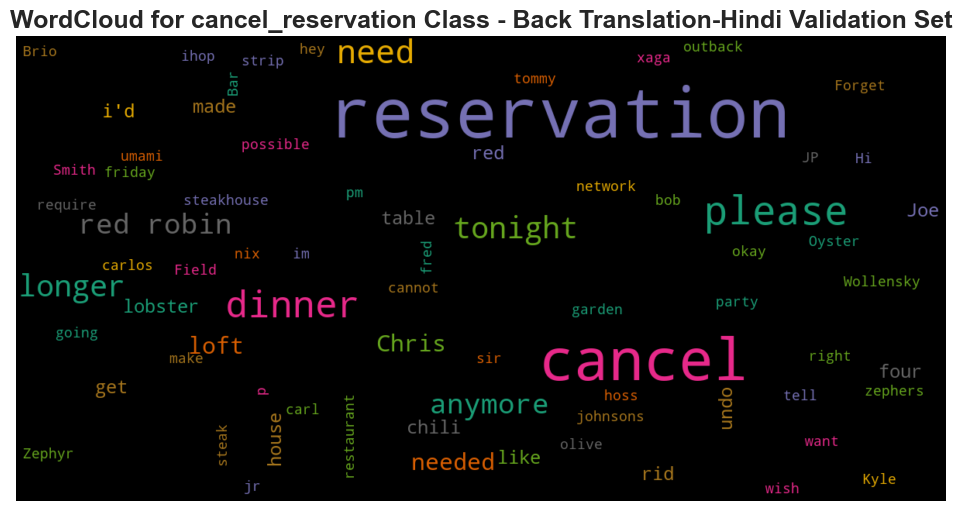 WordCloud for cancel_reservation Class - Back Translation-Hindi Validation Set
Brio
ihop
strip
hey
need
xaga
outback
Bar
tommy
Forget
i'd
made
reservation
possible
red
umami
Smith
friday
JP
Hi
require
steakhouse
pm
network
bob
please
Joe
red robin
table
tonight
okay
Oyster
carlos
Field
nix
im
fred
longer
lobster
dinner
cannot
garden
party
Wollensky
going
make
loft
Chris
sir
cancel
right
four
zephers
get
p
carl
restaurant
anymore
hoss
johnsons
undo
tell
steak
house
chili
olive
want
Zephyr
jr
needed
like
rid
wish
Kyle